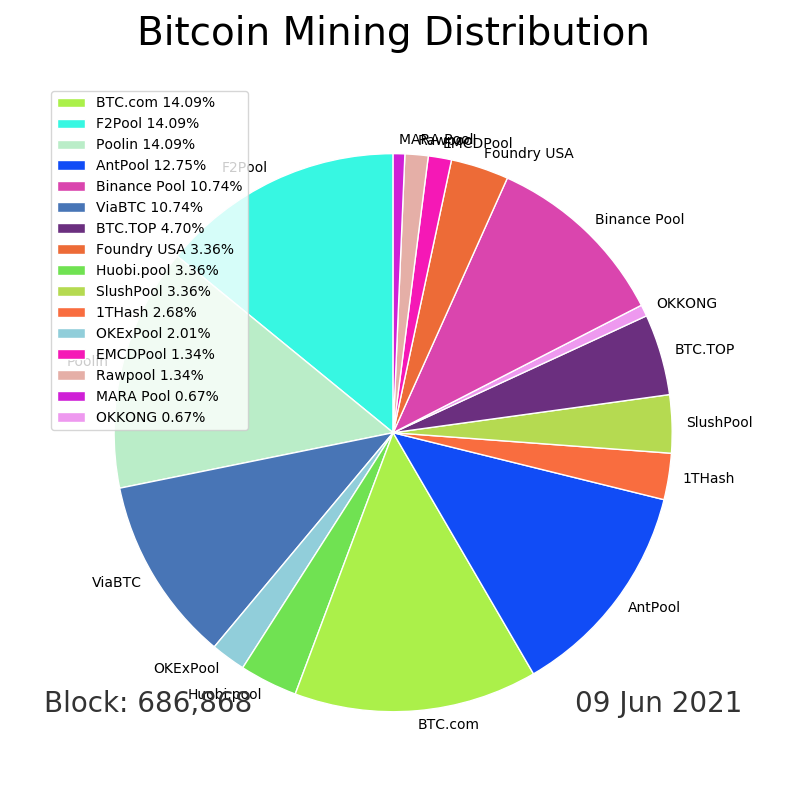 Bitcoin Mining Distribution
BTC.com 14.09%
F2Pool 14.09%
Poolin 14.09%
AntPool 12.75%
Binance Pool 10.74%
ViaBTC 10.74%
BTC.TOP 4.70%
Foundry USA 3.36%
Huobi.pool 3.36%
SlushPool 3.36%
1THash 2.68%
OKExPool 2.01%
EMCDPool 1.34%
Rawpool 1.34%
MARA Pool 0.67%
OKKONG 0.67%
MARA Pool
Rawpool
EMCDPool
Foundry USA
F2Pool
Binance Pool
OKKONG
BTC.TOP
Poolin
SlushPool
1THash
ViaBTC
AntPool
OKExPool
Huobi.pool
BTC.com
Block: 686,868
09 Jun 2021